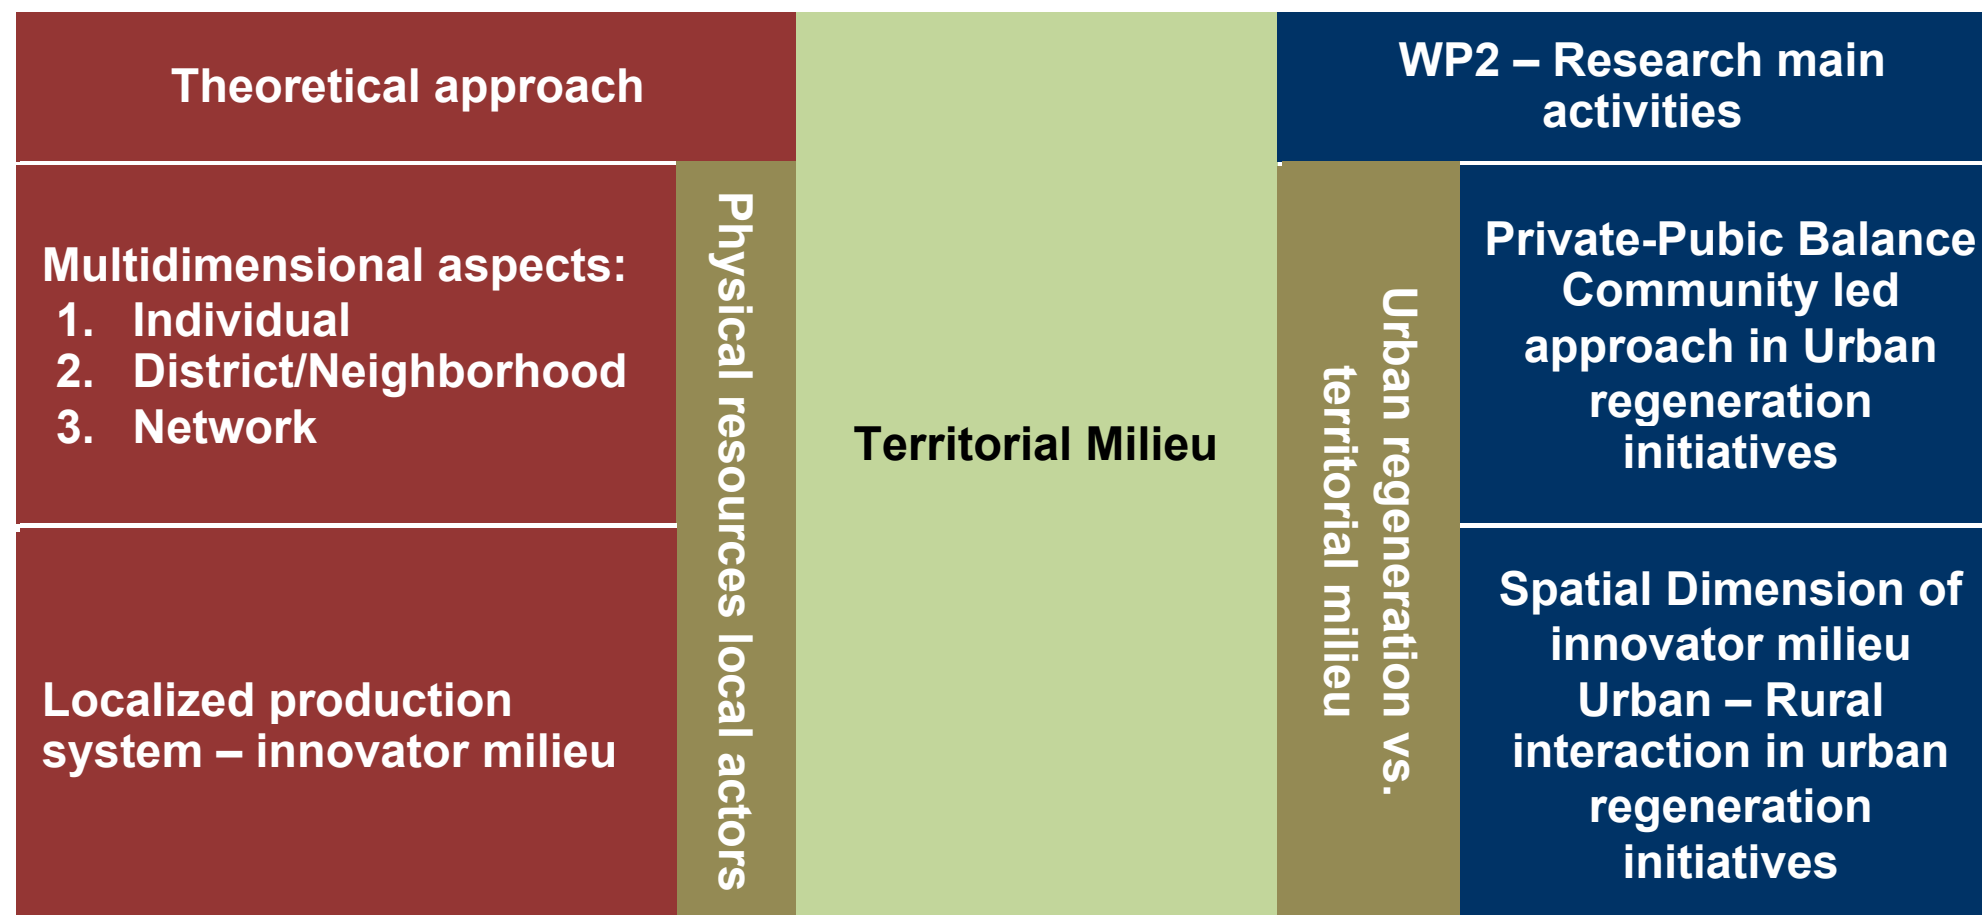 Theoretical approach
Multidimensional aspects:
1. Individual
2. District/Neighborhood
3. Network
Localized production
system – innovator milieu
Physical resources local actors
Territorial Milieu
WP2 – Research main
activities
Urban regeneration vs.
territorial milieu
Private-Pubic Balance
Community led
approach in Urban
regeneration
initiatives
Spatial Dimension of
innovator milieu
Urban – Rural
interaction in urban
regeneration
initiatives